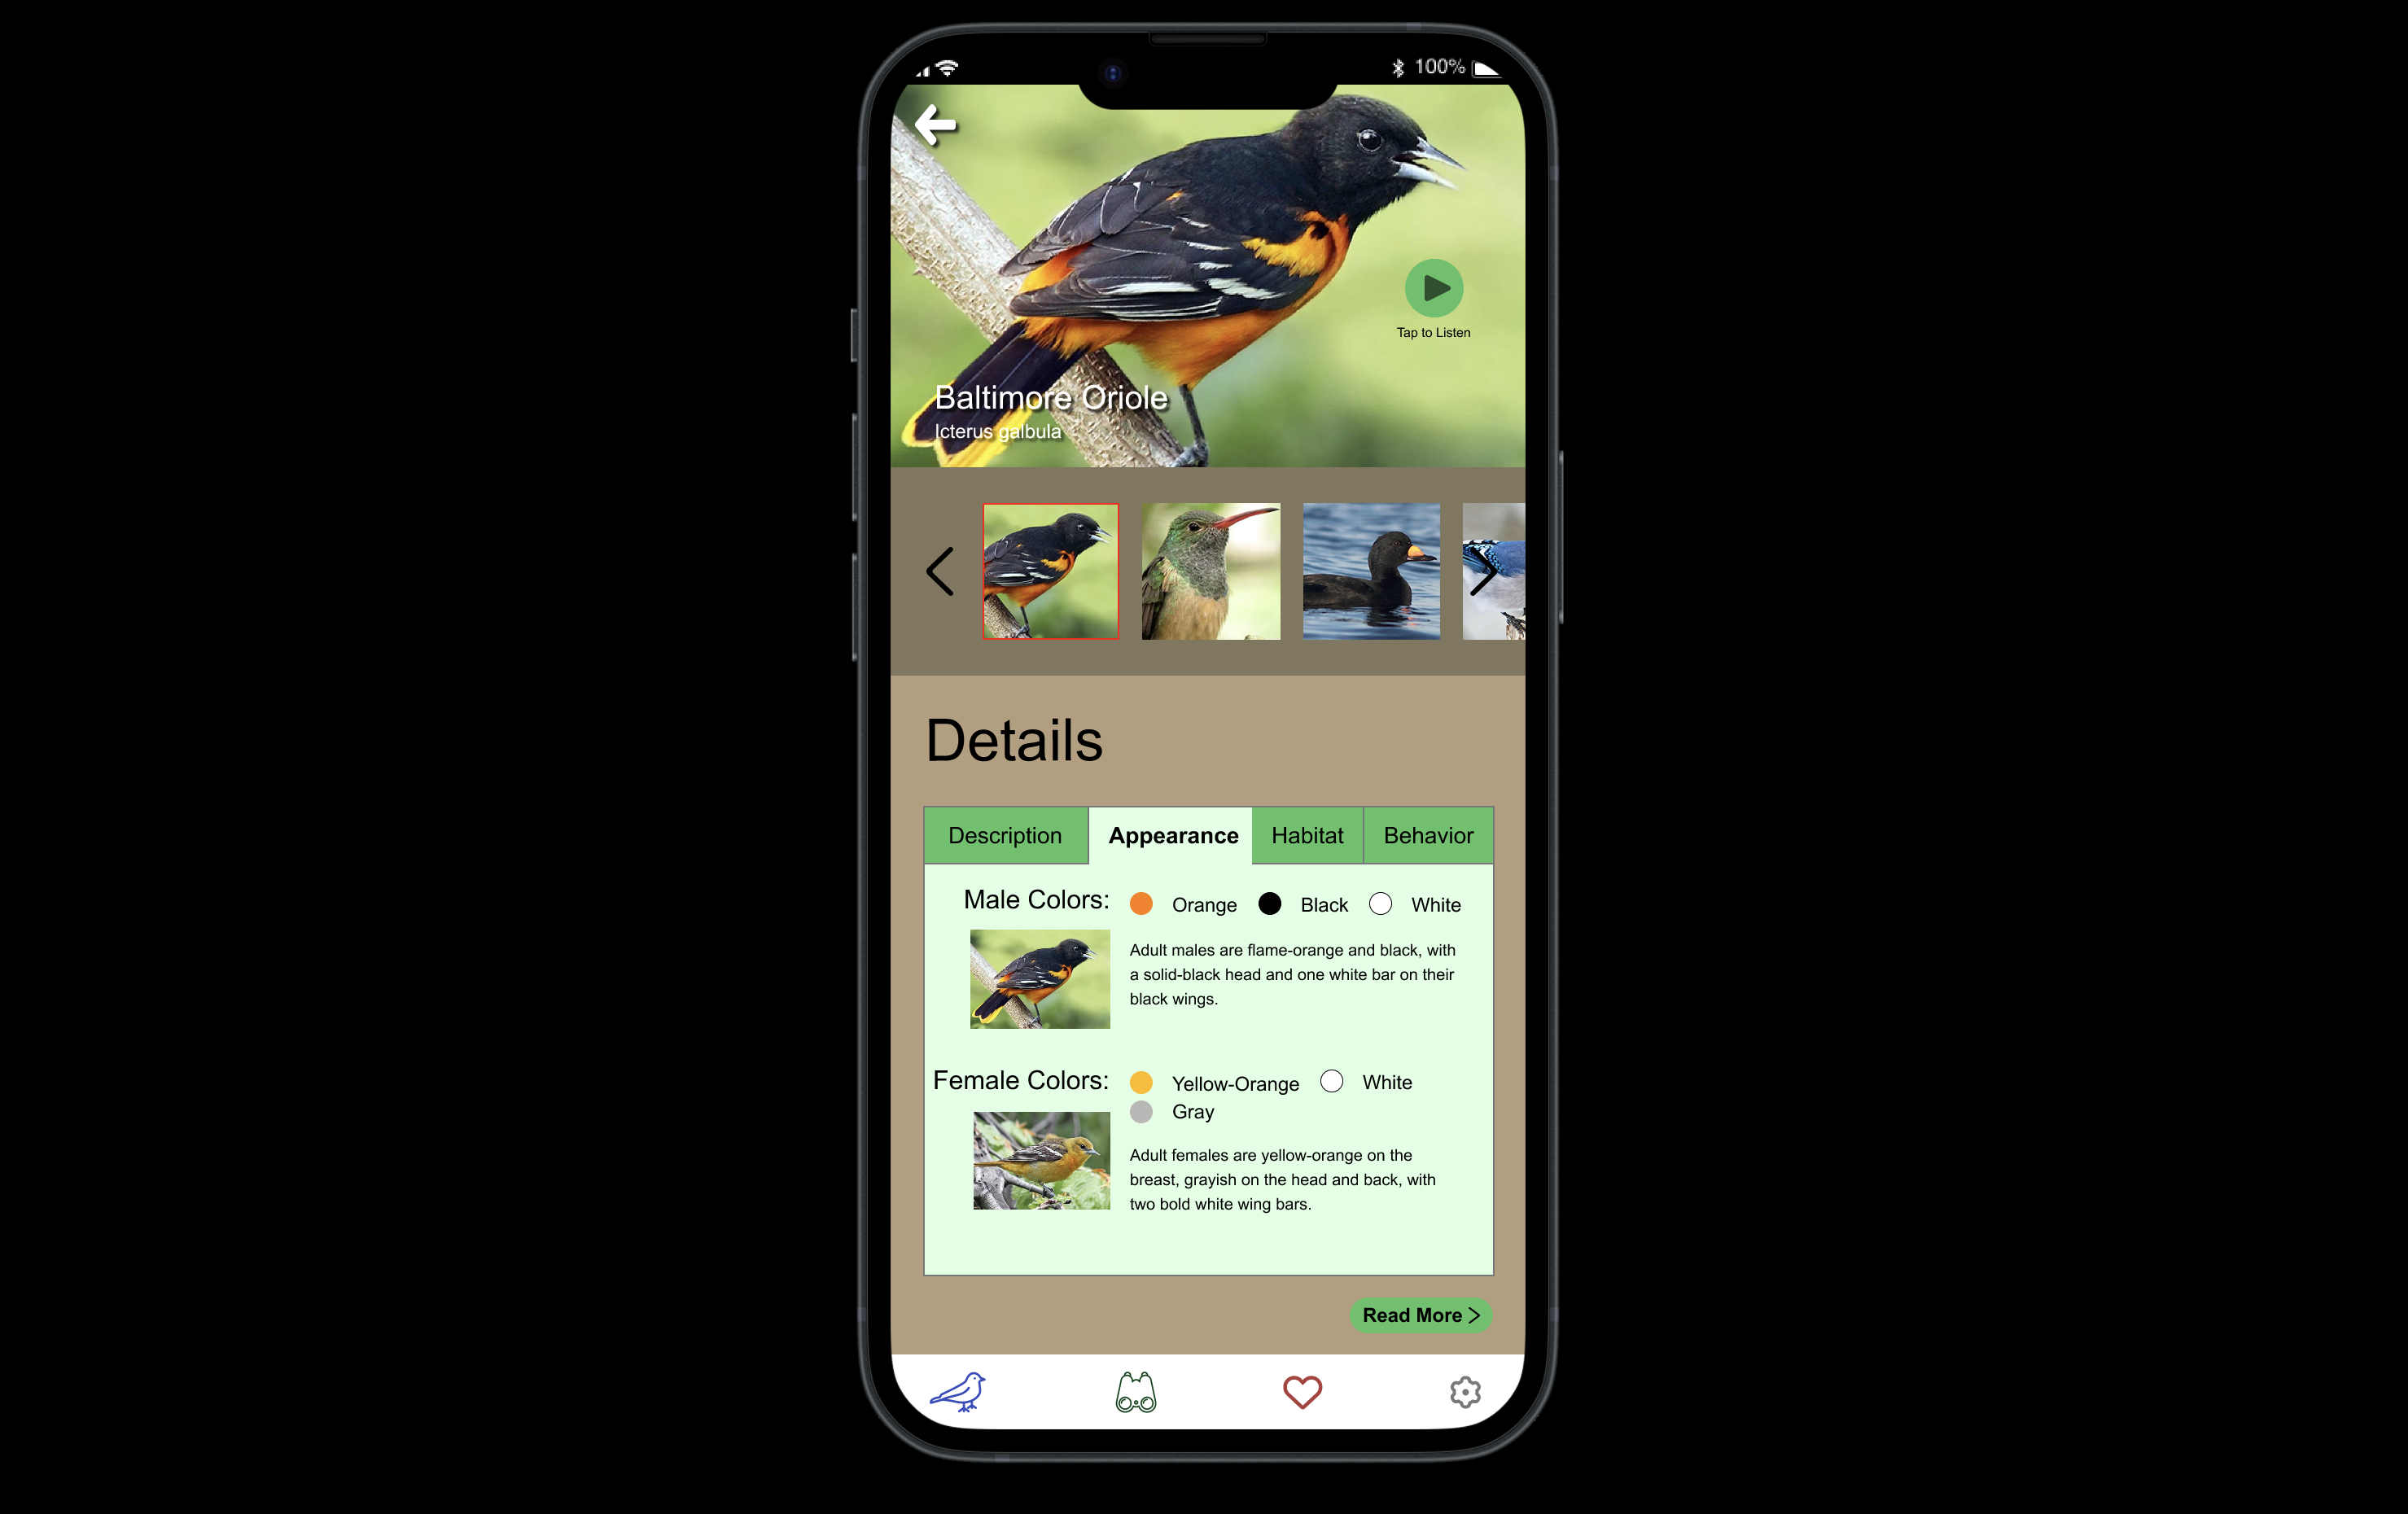 100%
Tap to Listen
Baltimore Oriole
Icterus galbula
Details
Description Appearance Habitat Behavior
Male Colors: Orange Black White
Adult males are flame-orange and black, with
a solid-black head and one white bar on their
black wings.
Female Colors: Yellow-Orange White
Gray
Adult females are yellow-orange on the
breast, grayish on the head and back, with
two bold white wing bars.
Read More >